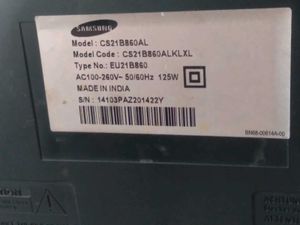 SAMSUNG
Model : CS21B860AL
Model Code : CS21B860ALKLXL
Type No.: EU21B860
AC100-260V~ 50/60Hz 125W
MADE IN INDIA
S/N : 14103PAZ201422Y
BN68-00614A-00